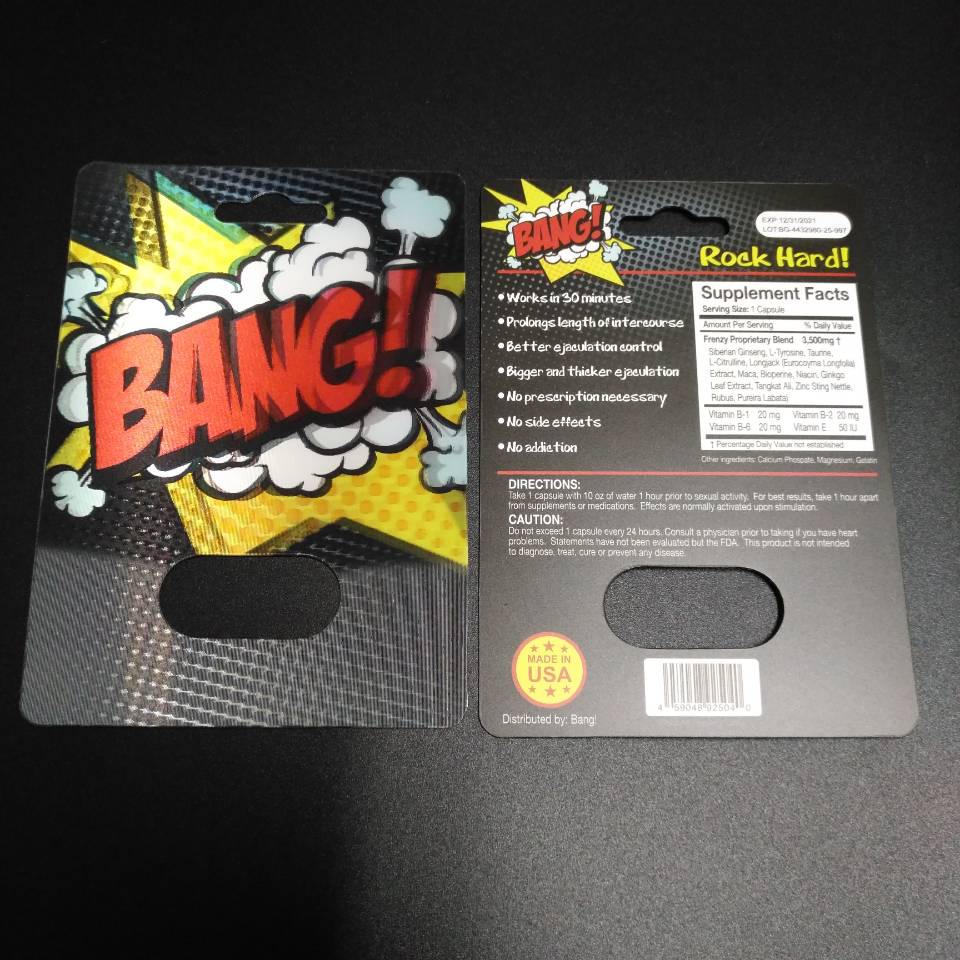 BANG!
BANG!
EXP:12/31/2021
LOT:BG-4432980-25-997
Rock Hard!
• Works in 30 minutes
• Prolongs length of intercourse
• Better ejaculation control
• Bigger and thicker ejaculation
• No prescription necessary
• No side effects
• No addiction
Supplement Facts
Serving Size: 1 Capsule
Amount Per Serving % Daily Value
Frenzy Proprietary Blend 3,500mg †
Siberian Ginseng, L-Tyrosine, Taurine,
L-Citrulline, Longjack (Eurocoyma Longfolia)
Extract, Maca, Bioperine, Niacin, Ginkgo
Leaf Extract, Tangkat Ali, Zinc Sting Nettle,
Rubus, Pureira Labata)
Vitamin B-1 20 mg Vitamin B-2 20 mg
Vitamin B-6 20 mg Vitamin E 50 IU
† Percentage Daily Value not established
Other ingredients: Calcium Phospate, Magnesium, Gelatin
DIRECTIONS:
Take 1 capsule with 10 oz of water 1 hour prior to sexual activity. For best results, take 1 hour apart
from supplements or medications. Effects are normally activated upon stimulation.
CAUTION:
Do not exceed 1 capsule every 24 hours. Consult a physician prior to taking if you have heart
problems. Statements have not been evaluated but the FDA. This product is not intended
to diagnose, treat, cure or prevent any disease.
MADE IN
USA
4 59048 92504 0
Distributed by: Bang!